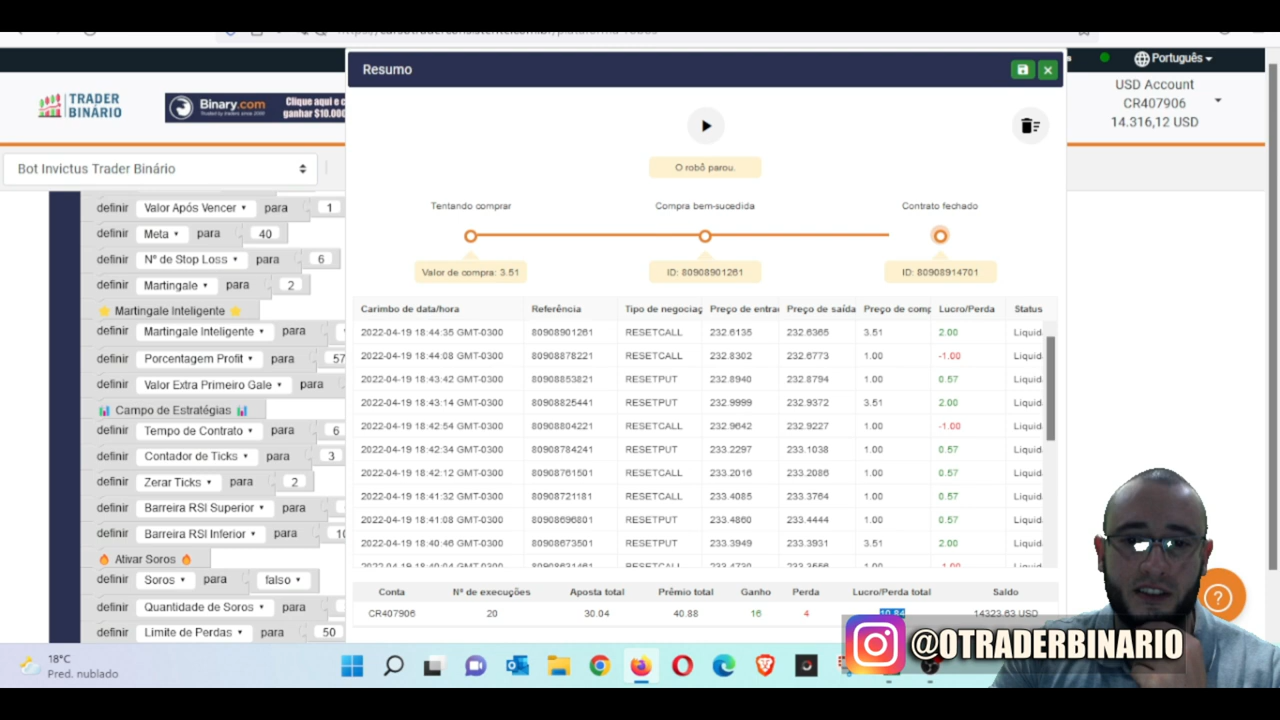 Resumo
Português
TRADER
BINÁRIO
Binary.com
Clique aqui e
ganhar $10.000
USD Account
CR407906
14.316,12 USD
Bot Invictus Trader Binário
O robô parou.
Tentando comprar
Compra bem-sucedida
Contrato fechado
Valor de compra: 3.51
ID: 80908901261
ID: 80908914701
definir Valor Após Vencer para 1
definir Meta para 40
definir Nº de Stop Loss para 6
definir Martingale para 2
Martingale Inteligente
definir Martingale Inteligente para
definir Porcentagem Profit para 57
definir Valor Extra Primeiro Gale para
Campo de Estratégias
definir Tempo de Contrato para 6
definir Contador de Ticks para 3
definir Zerar Ticks para 2
definir Barreira RSI Superior para
definir Barreira RSI Inferior para 10
Ativar Soros
definir Soros para falso
definir Quantidade de Soros para
definir Limite de Perdas para 50
Carimbo de data/hora Referência Tipo de negociaç Preço de entra Preço de saída Preço de comp Lucro/Perda Status
2022-04-19 18:44:35 GMT-0300 80908901261 RESETCALL 232.6135 232.6365 3.51 2.00 Liquid
2022-04-19 18:44:08 GMT-0300 80908878221 RESETCALL 232.8302 232.6773 1.00 -1.00 Liquid
2022-04-19 18:43:42 GMT-0300 80908853821 RESETPUT 232.8940 232.8794 1.00 0.57 Liquid
2022-04-19 18:43:14 GMT-0300 80908825441 RESETPUT 232.9999 232.9372 3.51 2.00 Liquid
2022-04-19 18:42:54 GMT-0300 80908804221 RESETCALL 232.9642 232.9227 1.00 -1.00 Liquid
2022-04-19 18:42:34 GMT-0300 80908784241 RESETPUT 233.2297 233.1038 1.00 0.57 Liquid
2022-04-19 18:42:12 GMT-0300 80908761501 RESETCALL 233.2016 233.2086 1.00 0.57 Liquid
2022-04-19 18:41:32 GMT-0300 80908721181 RESETPUT 233.4085 233.3764 1.00 0.57 Liquid
2022-04-19 18:41:08 GMT-0300 80908696801 RESETPUT 233.4860 233.4444 1.00 0.57 Liquid
2022-04-19 18:40:46 GMT-0300 80908673501 RESETPUT 233.3949 233.3931 3.51 2.00 Liquid
Conta Nº de execuções Aposta total Prêmio total Ganho Perda Lucro/Perda total Saldo
CR407906 20 30.04 40.88 16 4 10.84 14323.63 USD
@OTRADERBINARIO
18°C
Pred. nublado